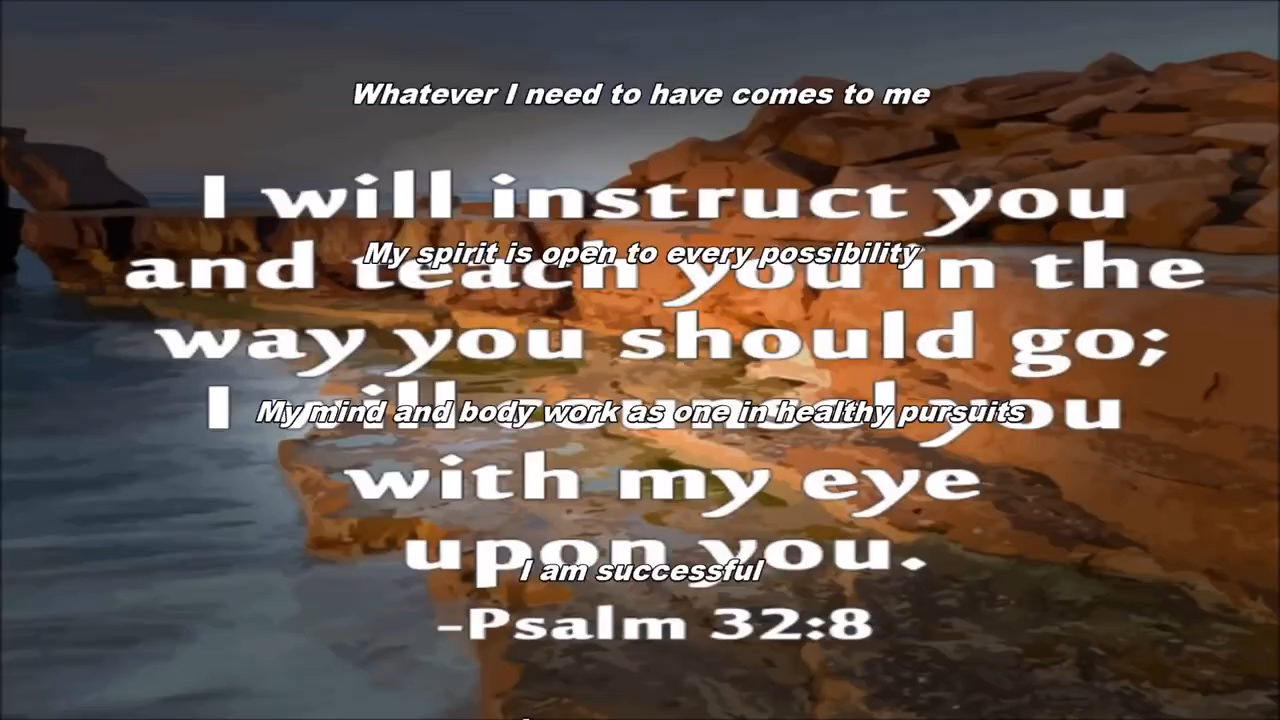 Whatever I need to have comes to me
I will instruct you
My spirit is open to every possibility
and teach you in the
way you should go;
I will counsel you
My mind and body work as one in healthy pursuits
with my eye
upon you.
I am successful
-Psalm 32:8